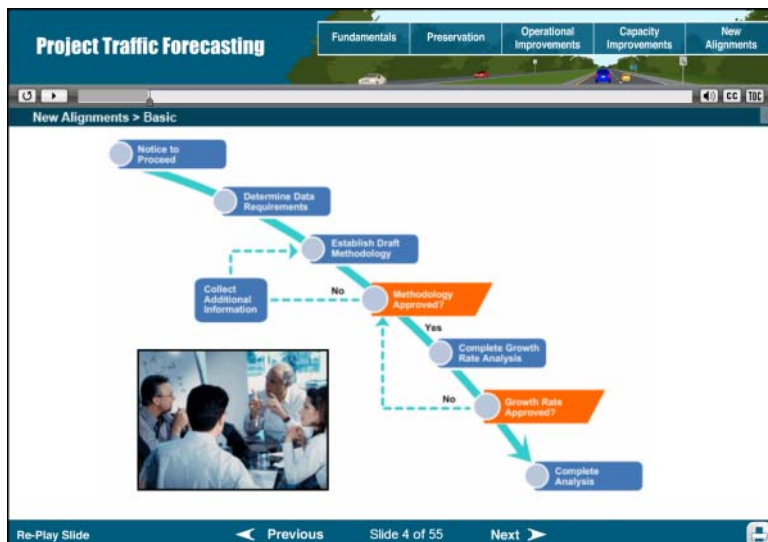 Project Traffic Forecasting
Fundamentals
Preservation
Operational
Improvements
Capacity
Improvements
New
Alignments
CC
TOC
New Alignments > Basic
Notice to
Proceed
Determine Data
Requirements
Establish Draft
Methodology
Collect
Additional
Information
No
Methodology
Approved?
Yes
Complete Growth
Rate Analysis
No
Growth Rate
Approved?
Complete
Analysis
Re-Play Slide
Previous
Slide 4 of 55
Next